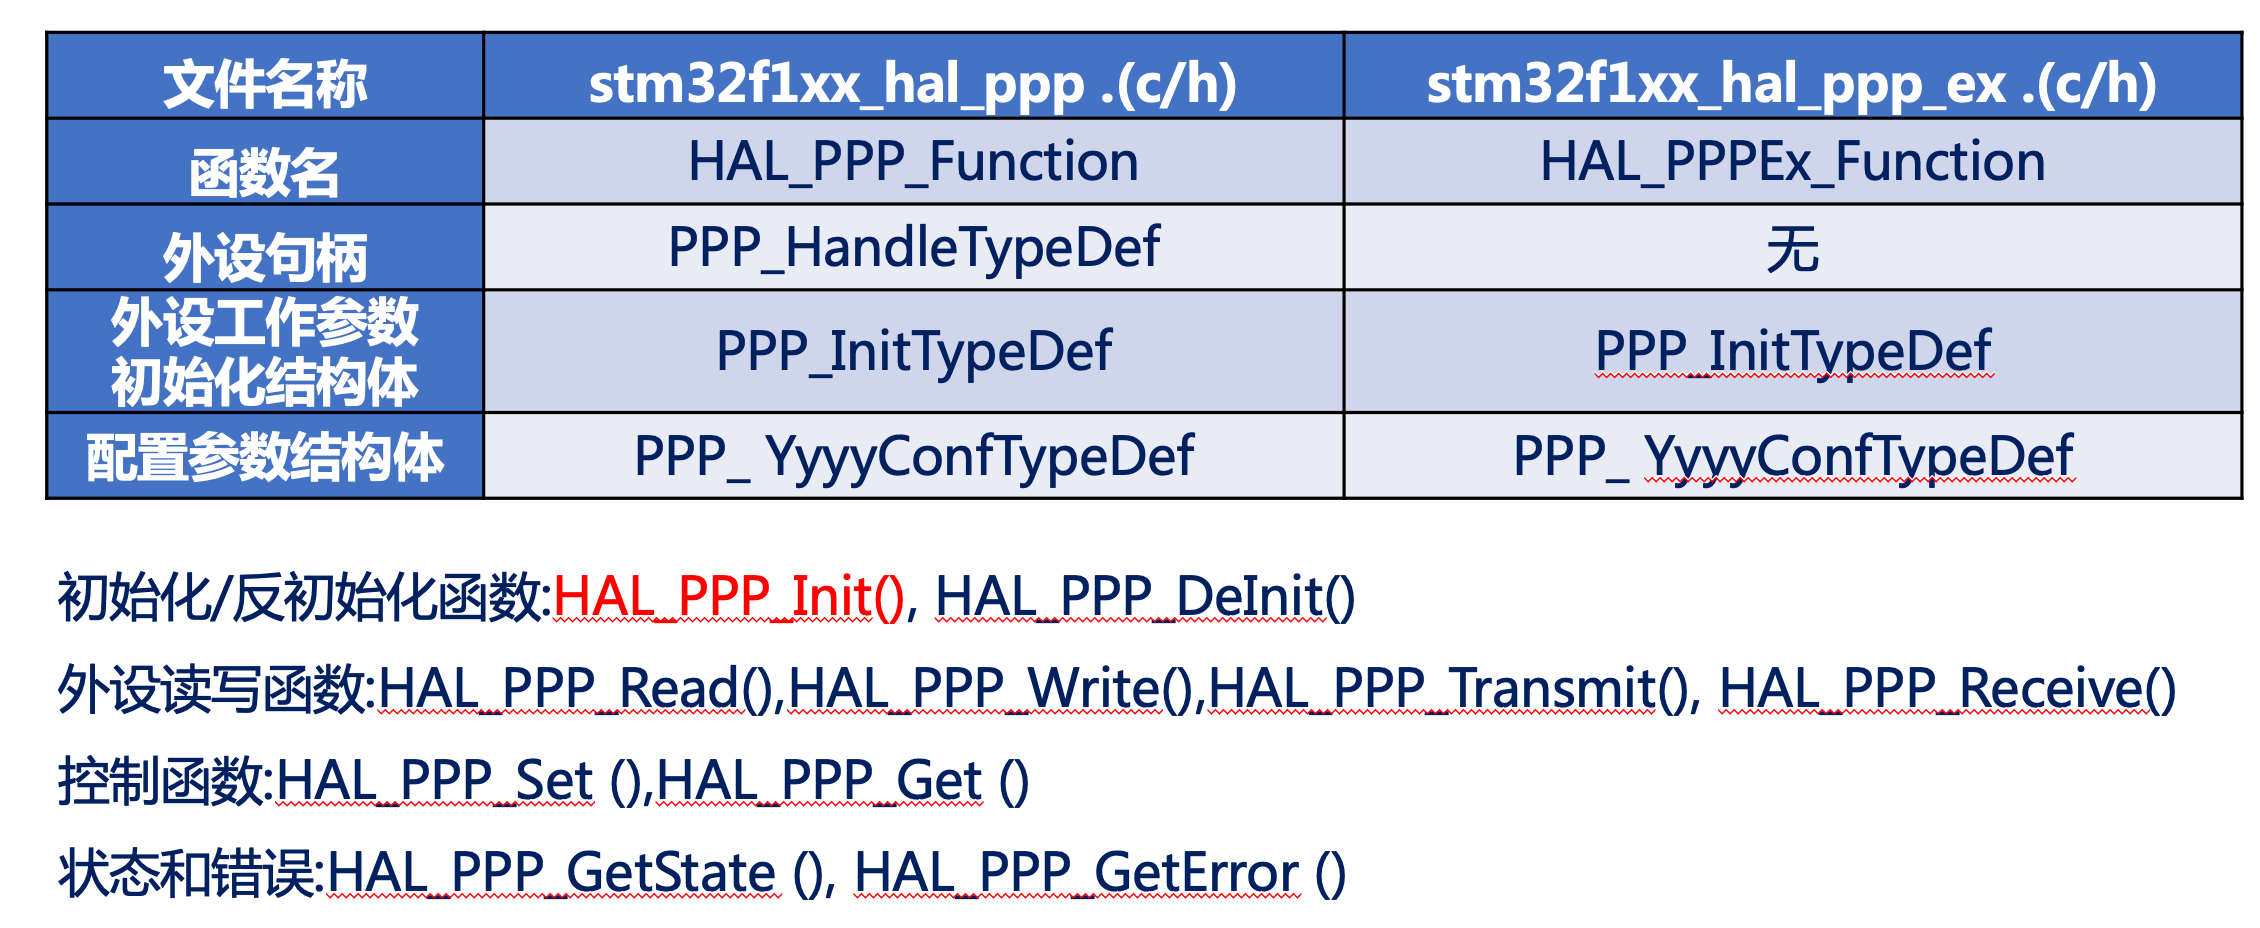 文件名称 stm32f1xx_hal_ppp .(c/h) stm32f1xx_hal_ppp_ex .(c/h)
函数名 HAL_PPP_Function HAL_PPPEx_Function
外设句柄 PPP_HandleTypeDef 无
外设工作参数
初始化结构体 PPP_InitTypeDef PPP_InitTypeDef
配置参数结构体 PPP_ YyyyConfTypeDef PPP_ YyyyConfTypeDef
初始化/反初始化函数:HAL_PPP_Init(), HAL_PPP_DeInit()
外设读写函数:HAL_PPP_Read(),HAL_PPP_Write(),HAL_PPP_Transmit(), HAL_PPP_Receive()
控制函数:HAL_PPP_Set (),HAL_PPP_Get ()
状态和错误:HAL_PPP_GetState (), HAL_PPP_GetError ()